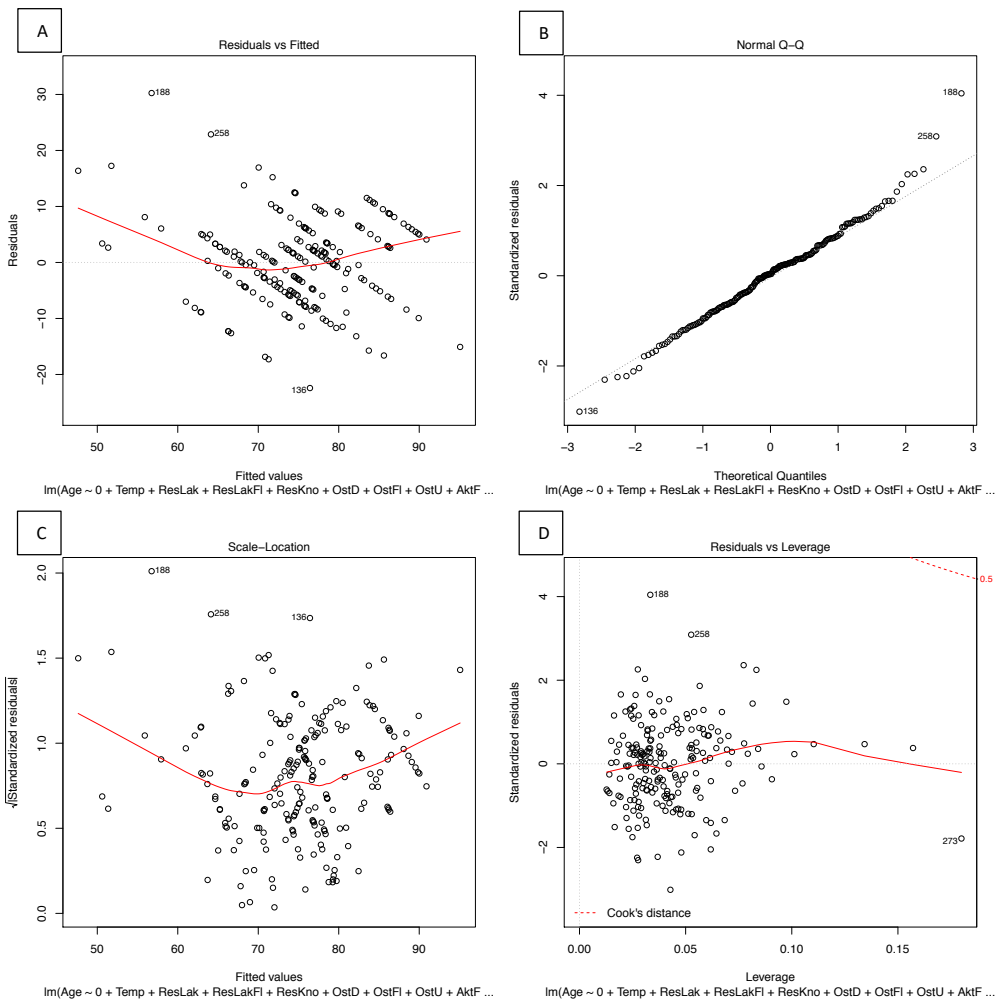 A
Residuals vs Fitted
30
20
10
0
−10
−20
Residuals
188
258
136
50 60 70 80 90
Fitted values
lm(Age ~ 0 + Temp + ResLak + ResLakFl + ResKno + OstD + OstFl + OstU + AktF ...
B
Normal Q−Q
4
2
0
−2
Standardized residuals
188
258
136
−3 −2 −1 0 1 2 3
Theoretical Quantiles
lm(Age ~ 0 + Temp + ResLak + ResLakFl + ResKno + OstD + OstFl + OstU + AktF ...
C
Scale−Location
2.0
1.5
1.0
0.5
0.0
√|Standardized residuals|
188
258
136
50 60 70 80 90
Fitted values
lm(Age ~ 0 + Temp + ResLak + ResLakFl + ResKno + OstD + OstFl + OstU + AktF ...
D
Residuals vs Leverage
4
2
0
−2
Standardized residuals
0.5
188
258
273
Cook's distance
0.00 0.05 0.10 0.15
Leverage
lm(Age ~ 0 + Temp + ResLak + ResLakFl + ResKno + OstD + OstFl + OstU + AktF ...